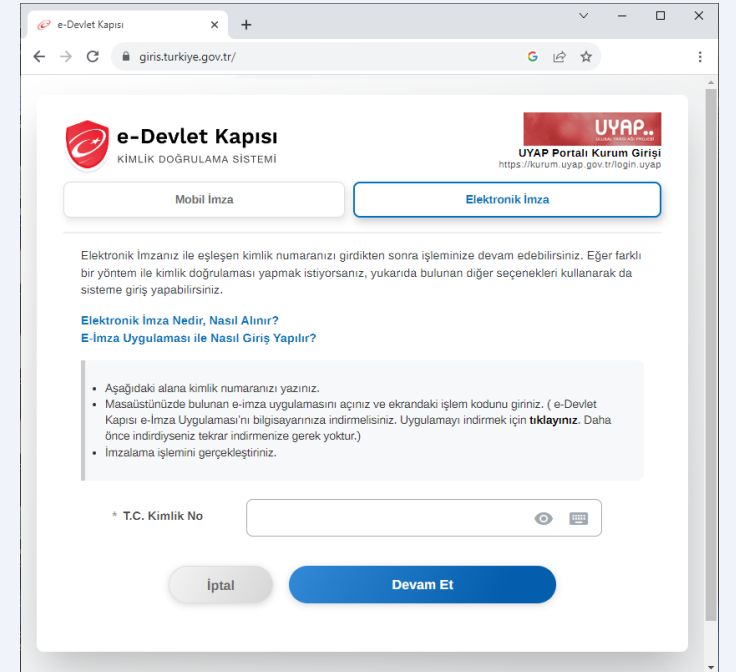 e-Devlet Kapısı
giris.turkiye.gov.tr/
e-Devlet Kapısı
KİMLİK DOĞRULAMA SİSTEMİ
UYAP..
UYAP Portalı Kurum Girişi
https://kurum.uyap.gov.tr/login.uyap
Mobil İmza
Elektronik İmza
Elektronik İmzanız ile eşleşen kimlik numaranızı girdikten sonra işleminize devam edebilirsiniz. Eğer farklı
bir yöntem ile kimlik doğrulaması yapmak istiyorsanız, yukarıda bulunan diğer seçenekleri kullanarak da
sisteme giriş yapabilirsiniz.
Elektronik İmza Nedir, Nasıl Alınır?
E-İmza Uygulaması ile Nasıl Giriş Yapılır?
• Aşağıdaki alana kimlik numaranızı yazınız.
• Masaüstünüzde bulunan e-imza uygulamasını açınız ve ekrandaki işlem kodunu giriniz. ( e-Devlet
Kapısı e-İmza Uygulaması'nı bilgisayarınıza indirmelisiniz. Uygulamayı indirmek için tıklayınız. Daha
önce indirdiyseniz tekrar indirmenize gerek yoktur.)
• İmzalama işlemini gerçekleştiriniz.
* T.C. Kimlik No
İptal
Devam Et